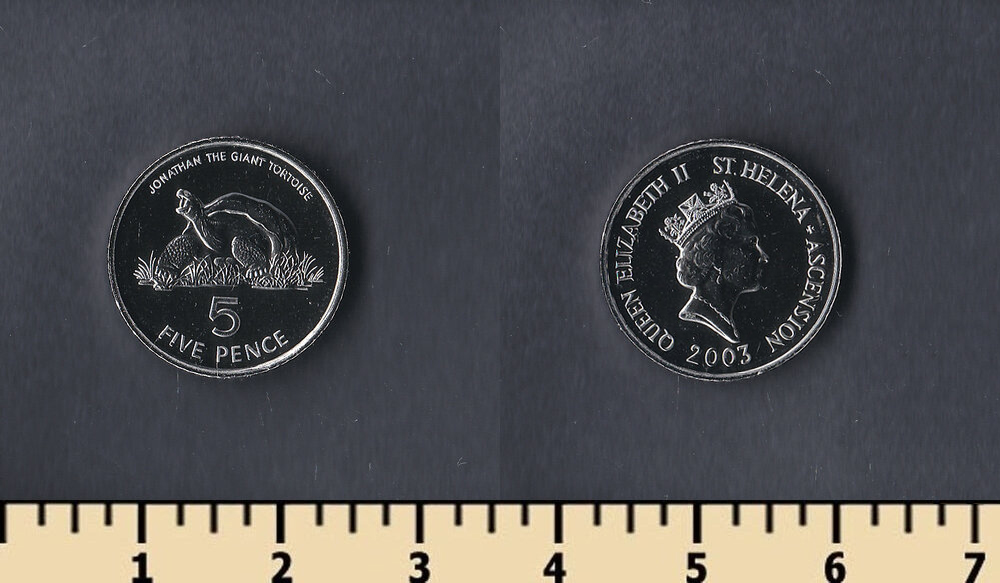 JONATHAN THE GIANT TORTOISE
5
FIVE PENCE
QUEEN ELIZABETH II ST. HELENA + ASCENSION
2003
1 2 3 4 5 6 7